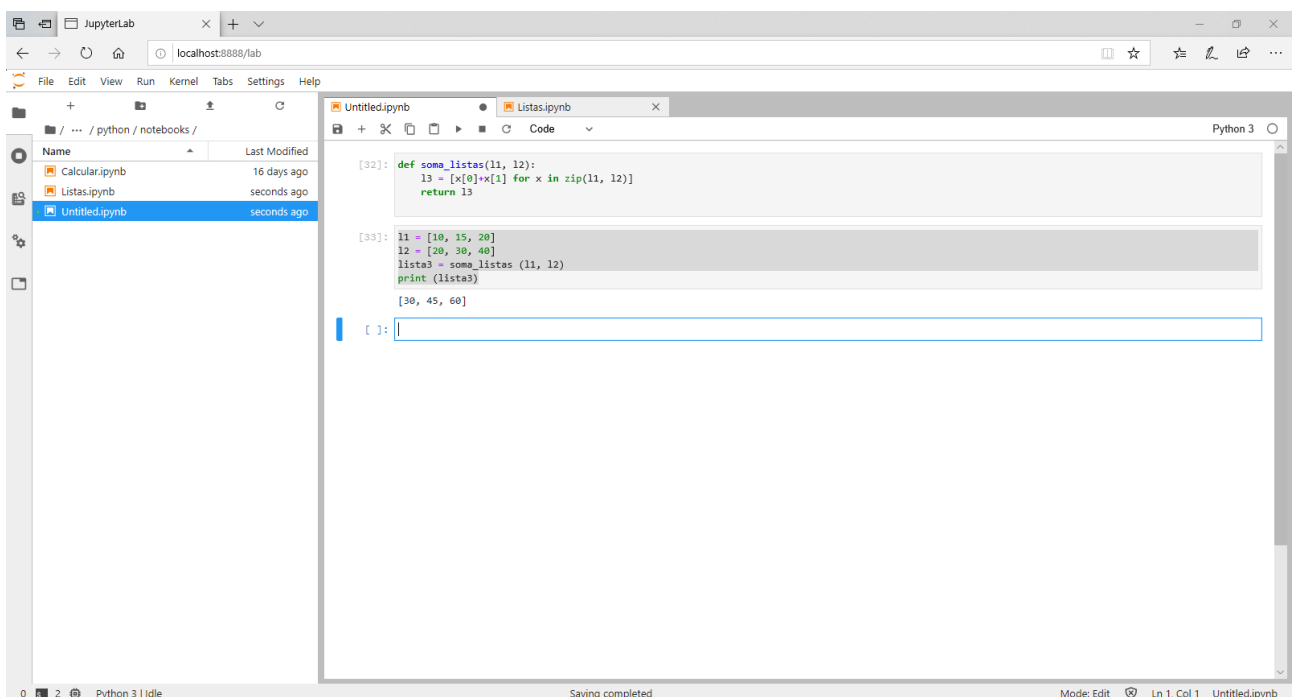 JupyterLab
localhost:8888/lab
File Edit View Run Kernel Tabs Settings Help
/ ··· / python / notebooks /
Name Last Modified
Calcular.ipynb 16 days ago
Listas.ipynb seconds ago
Untitled.ipynb seconds ago
Untitled.ipynb Listas.ipynb
Code Python 3
[32]: def soma_listas(l1, l2):
l3 = [x[0]+x[1] for x in zip(l1, l2)]
return l3
[33]: l1 = [10, 15, 20]
l2 = [20, 30, 40]
lista3 = soma_listas (l1, l2)
print (lista3)
[30, 45, 60]
[ ]:
0 2 Python 3 | Idle Saving completed Mode: Edit Ln 1, Col 1 Untitled.ipynb